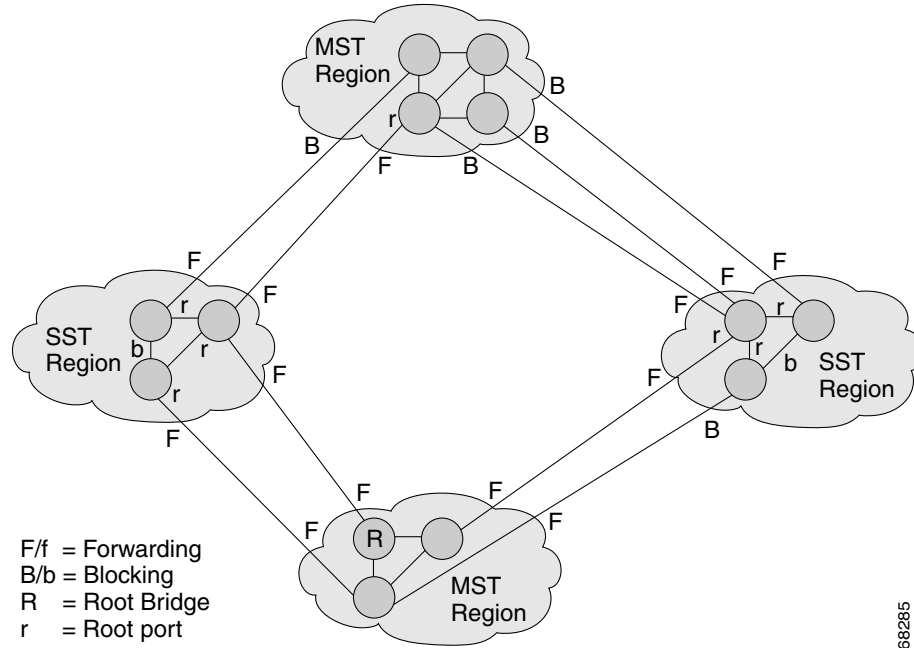 MST
Region
B
B
r
B
F
B
F
F
SST
Region
r
b
r
r
F
F
F
F
F
r
r
r
b
SST
Region
F
B
F
F
F
F
R
MST
Region
F/f = Forwarding
B/b = Blocking
R = Root Bridge
r = Root port
68285